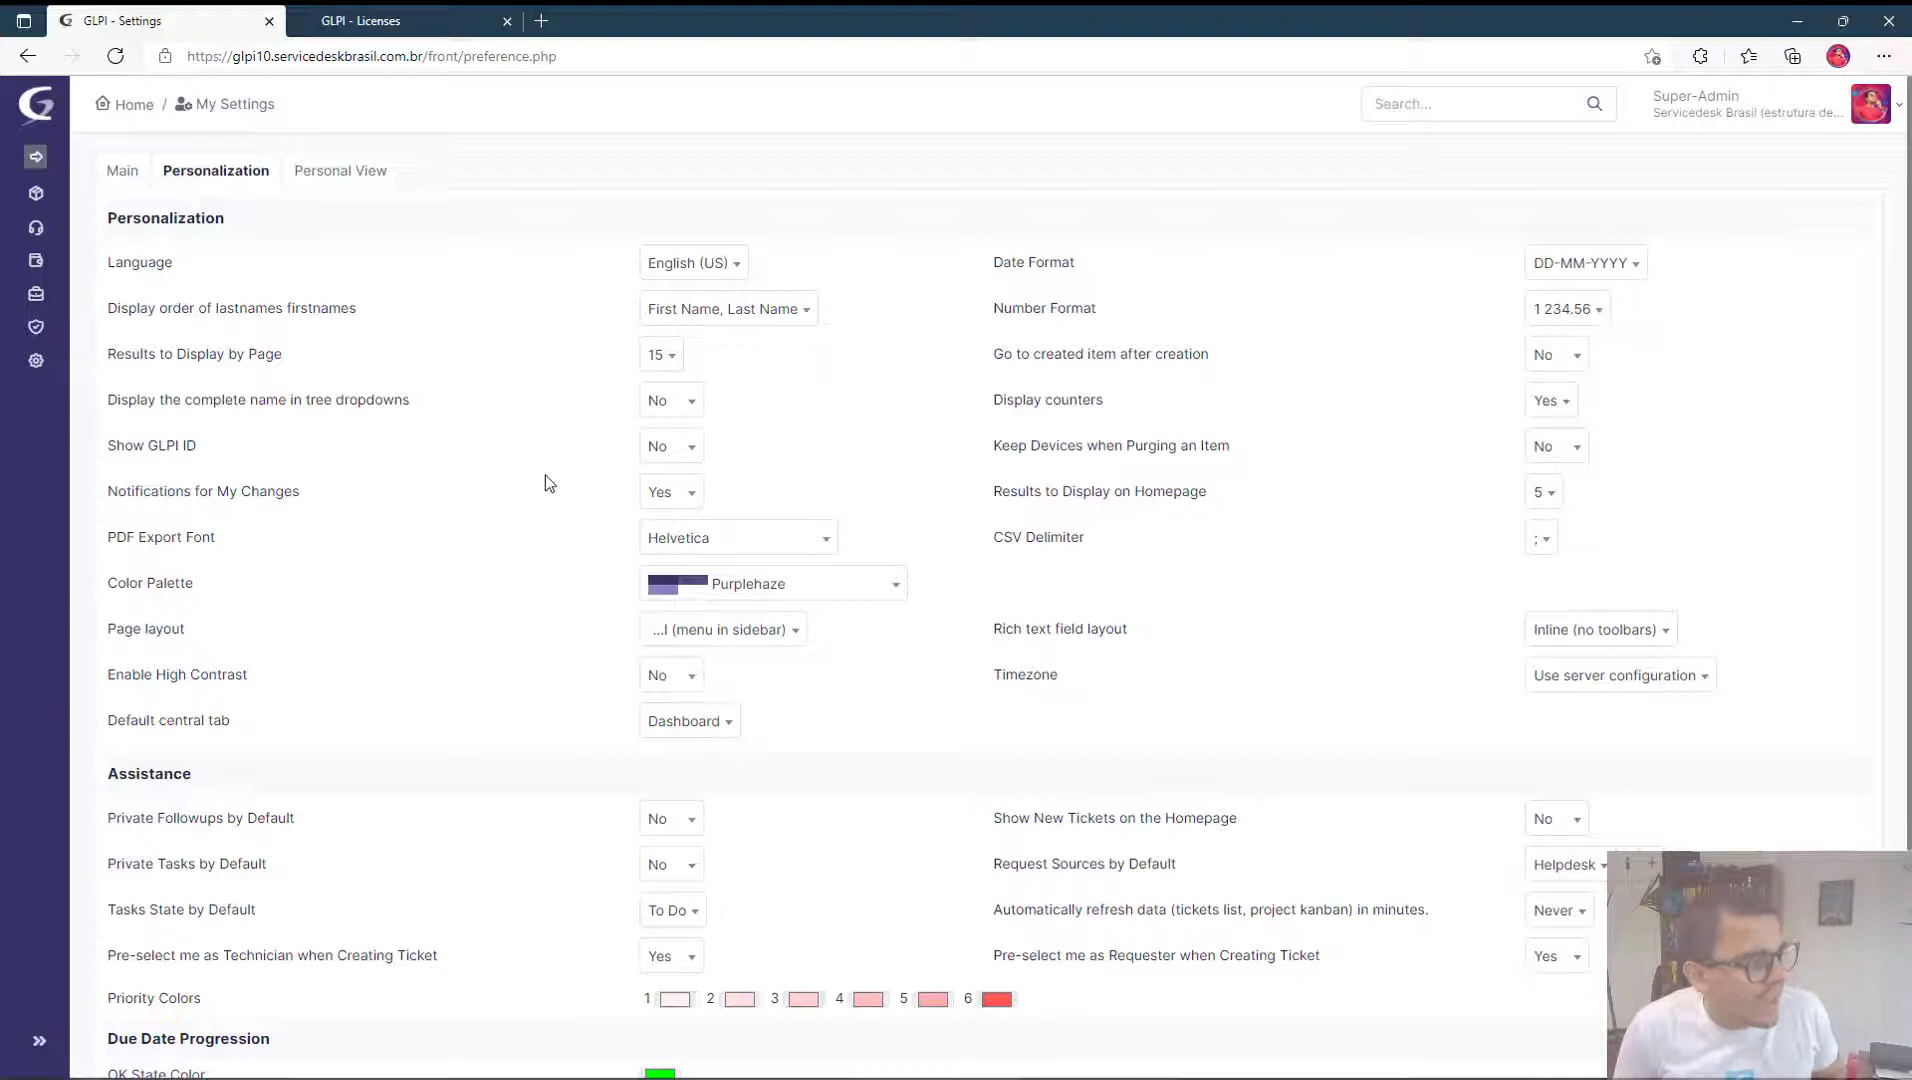 GLPI - Settings
GLPI - Licenses
https://glpi10.servicedeskbrasil.com.br/front/preference.php
Home / My Settings
Search...
Super-Admin
Servicedesk Brasil (estrutura de...
Main
Personalization
Personal View
Personalization
Language English (US) Date Format DD-MM-YYYY
Display order of lastnames firstnames First Name, Last Name Number Format 1 234.56
Results to Display by Page 15 Go to created item after creation No
Display the complete name in tree dropdowns No Display counters Yes
Show GLPI ID No Keep Devices when Purging an Item No
Notifications for My Changes Yes Results to Display on Homepage 5
PDF Export Font Helvetica CSV Delimiter ;
Color Palette Purplehaze
Page layout ...l (menu in sidebar) Rich text field layout Inline (no toolbars)
Enable High Contrast No Timezone Use server configuration
Default central tab Dashboard
Assistance
Private Followups by Default No Show New Tickets on the Homepage No
Private Tasks by Default No Request Sources by Default Helpdesk
Tasks State by Default To Do Automatically refresh data (tickets list, project kanban) in minutes. Never
Pre-select me as Technician when Creating Ticket Yes Pre-select me as Requester when Creating Ticket Yes
Priority Colors 1 2 3 4 5 6
Due Date Progression
OK State Color